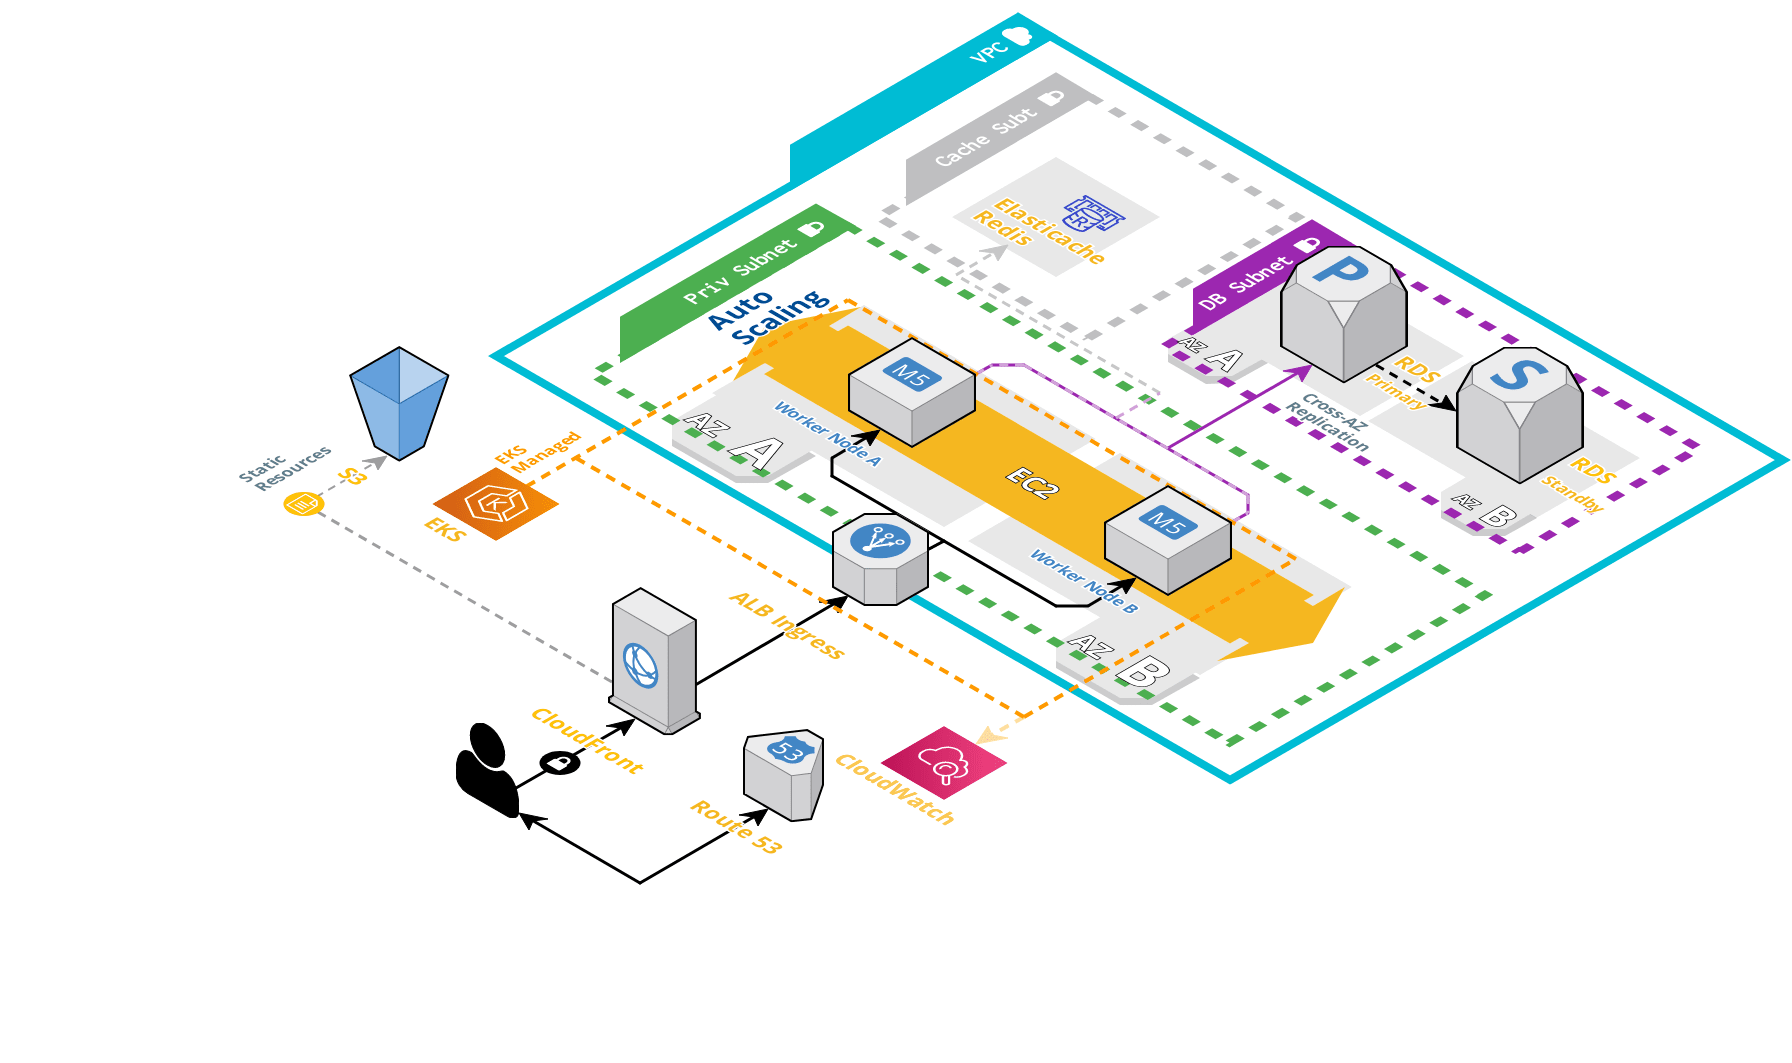 VPC
Cache Subt
Elasticache
Redis
Priv Subnet
Auto
Scaling
DB Subnet
P
AZ A
RDS
Primary
S
Cross-AZ
Replication
RDS
Standby
AZ B
M5
Worker Node A
AZ A
EC2
M5
Worker Node B
AZ B
Static
Resources
S3
EKS
Managed
K
EKS
ALB Ingress
CloudFront
53
Route 53
CloudWatch